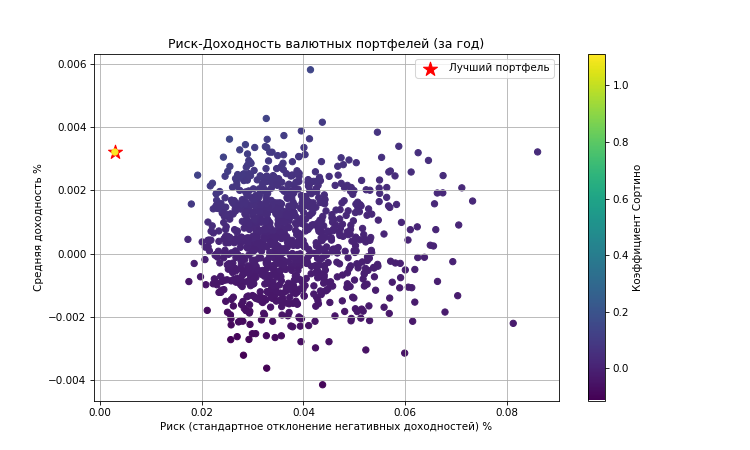 Риск-Доходность валютных портфелей (за год)
Лучший портфель
0.006
0.004
0.002
0.000
−0.002
−0.004
Средняя доходность %
0.00 0.02 0.04 0.06 0.08
Риск (стандартное отклонение негативных доходностей) %
1.0
0.8
0.6
0.4
0.2
0.0
Коэффициент Сортино